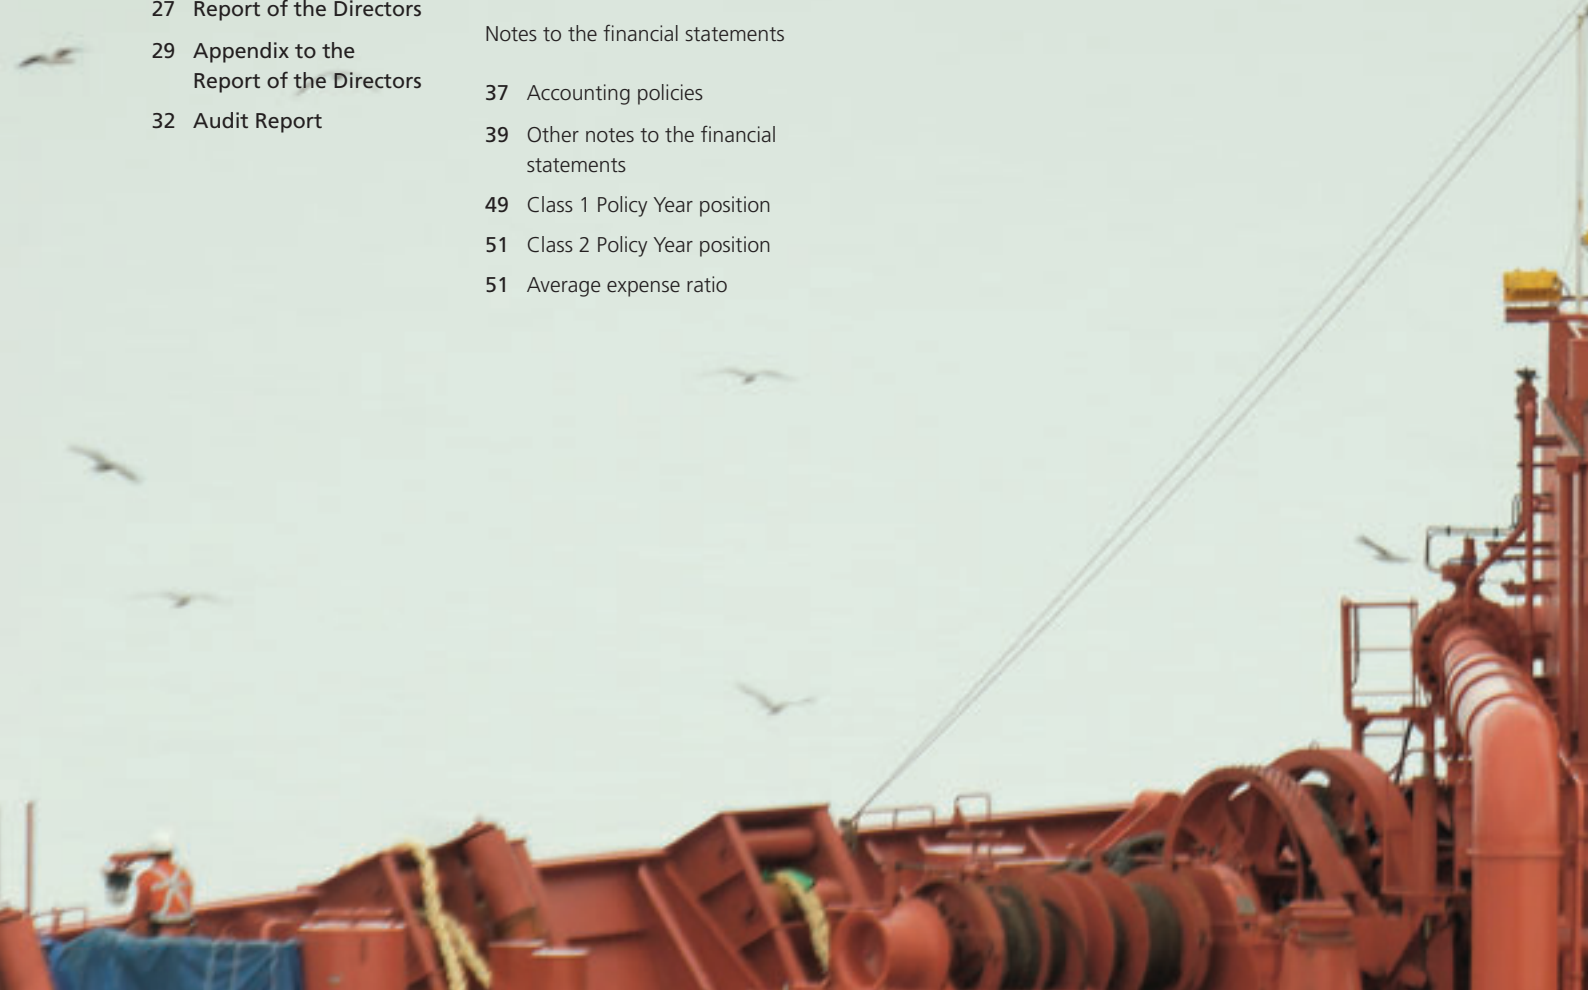 27 Report of the Directors
29 Appendix to the
Report of the Directors
32 Audit Report
Notes to the financial statements
37 Accounting policies
39 Other notes to the financial
statements
49 Class 1 Policy Year position
51 Class 2 Policy Year position
51 Average expense ratio